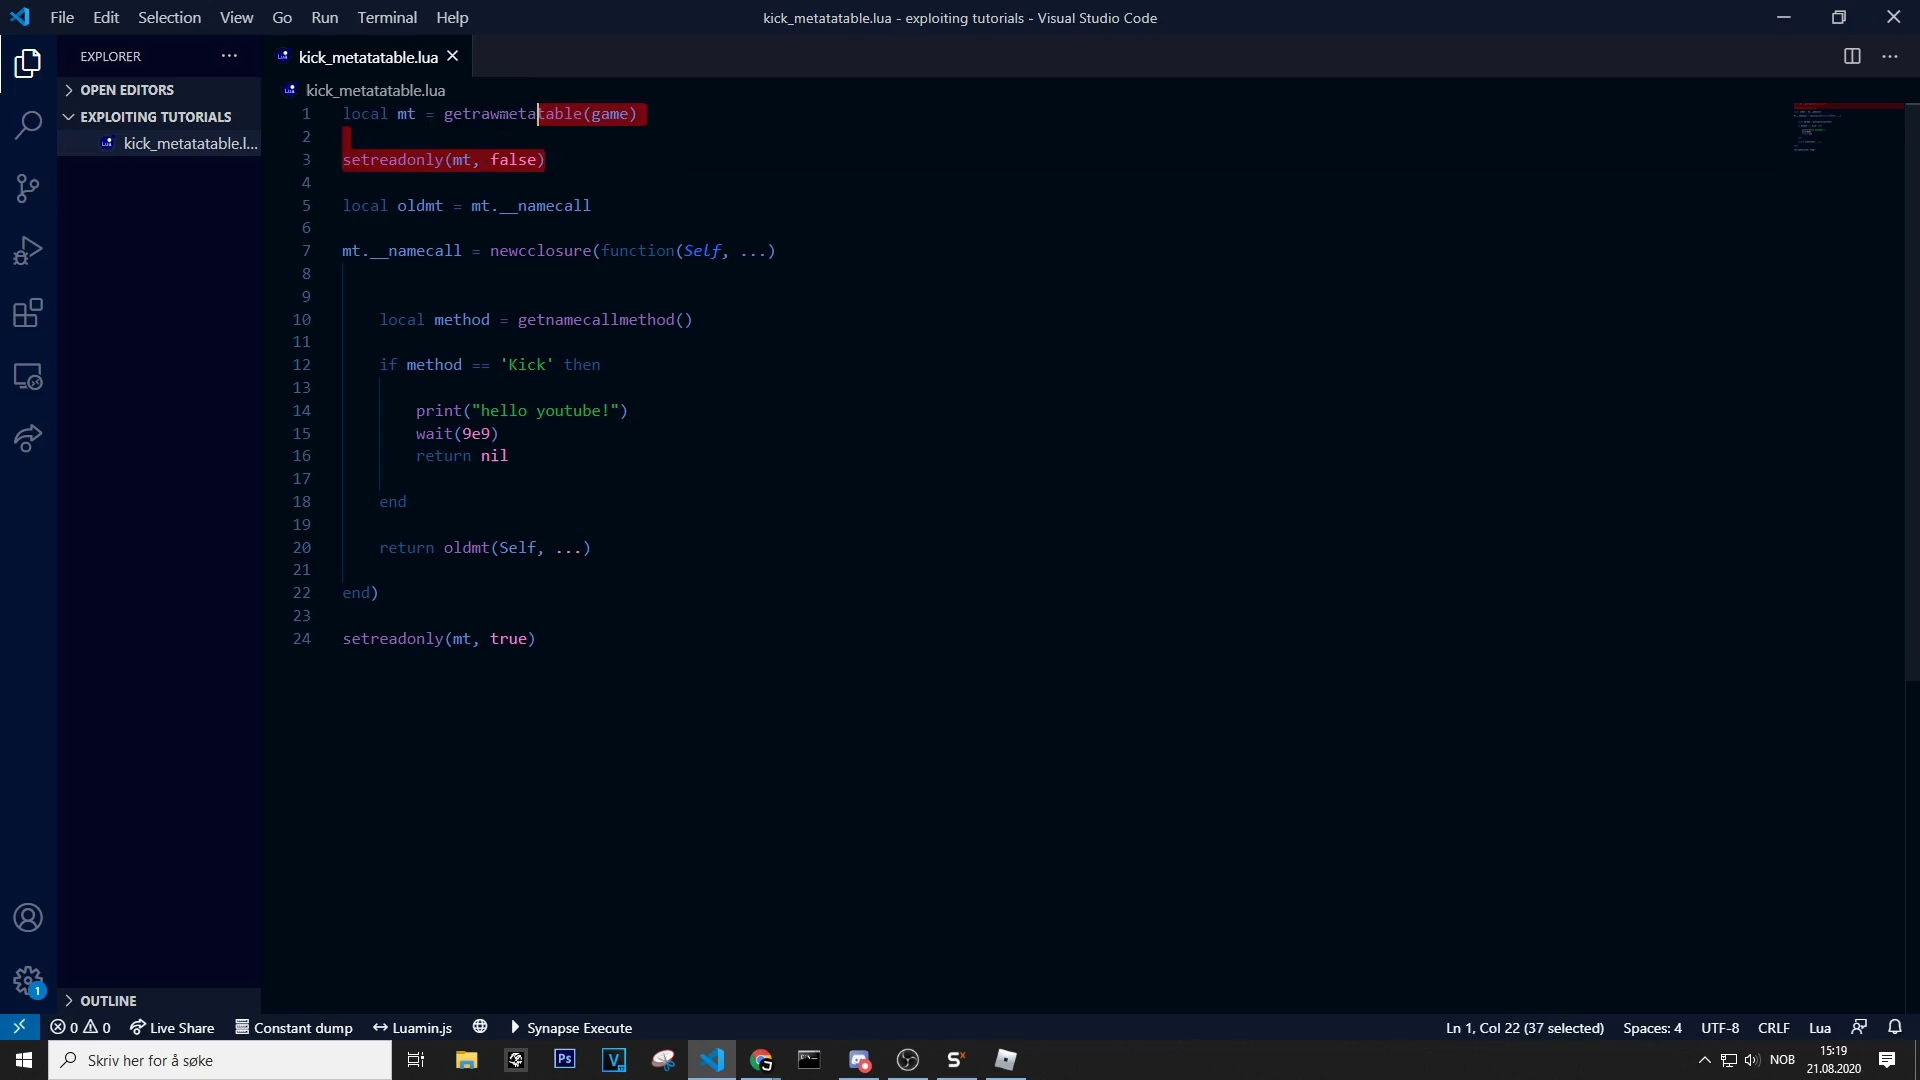 File Edit Selection View Go Run Terminal Help
kick_metatatable.lua - exploiting tutorials - Visual Studio Code
EXPLORER
OPEN EDITORS
EXPLOITING TUTORIALS
kick_metatatable.l...
OUTLINE
kick_metatatable.lua
kick_metatatable.lua
1 local mt = getrawmetatable(game)
2
3 setreadonly(mt, false)
4
5 local oldmt = mt.__namecall
6
7 mt.__namecall = newcclosure(function(Self, ...)
8
9
10 local method = getnamecallmethod()
11
12 if method == 'Kick' then
13
14 print("hello youtube!")
15 wait(9e9)
16 return nil
17
18 end
19
20 return oldmt(Self, ...)
21
22 end)
23
24 setreadonly(mt, true)
1
0 0 Live Share Constant dump Luamin.js Synapse Execute
Ln 1, Col 22 (37 selected) Spaces: 4 UTF-8 CRLF Lua
Skriv her for å søke
Ps
V
S
NOB
15:19
21.08.2020